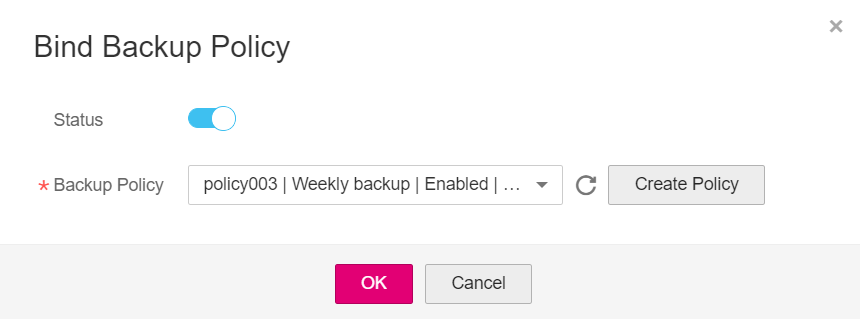 Bind Backup Policy
Status
* Backup Policy policy003 | Weekly backup | Enabled | ... Create Policy
OK Cancel